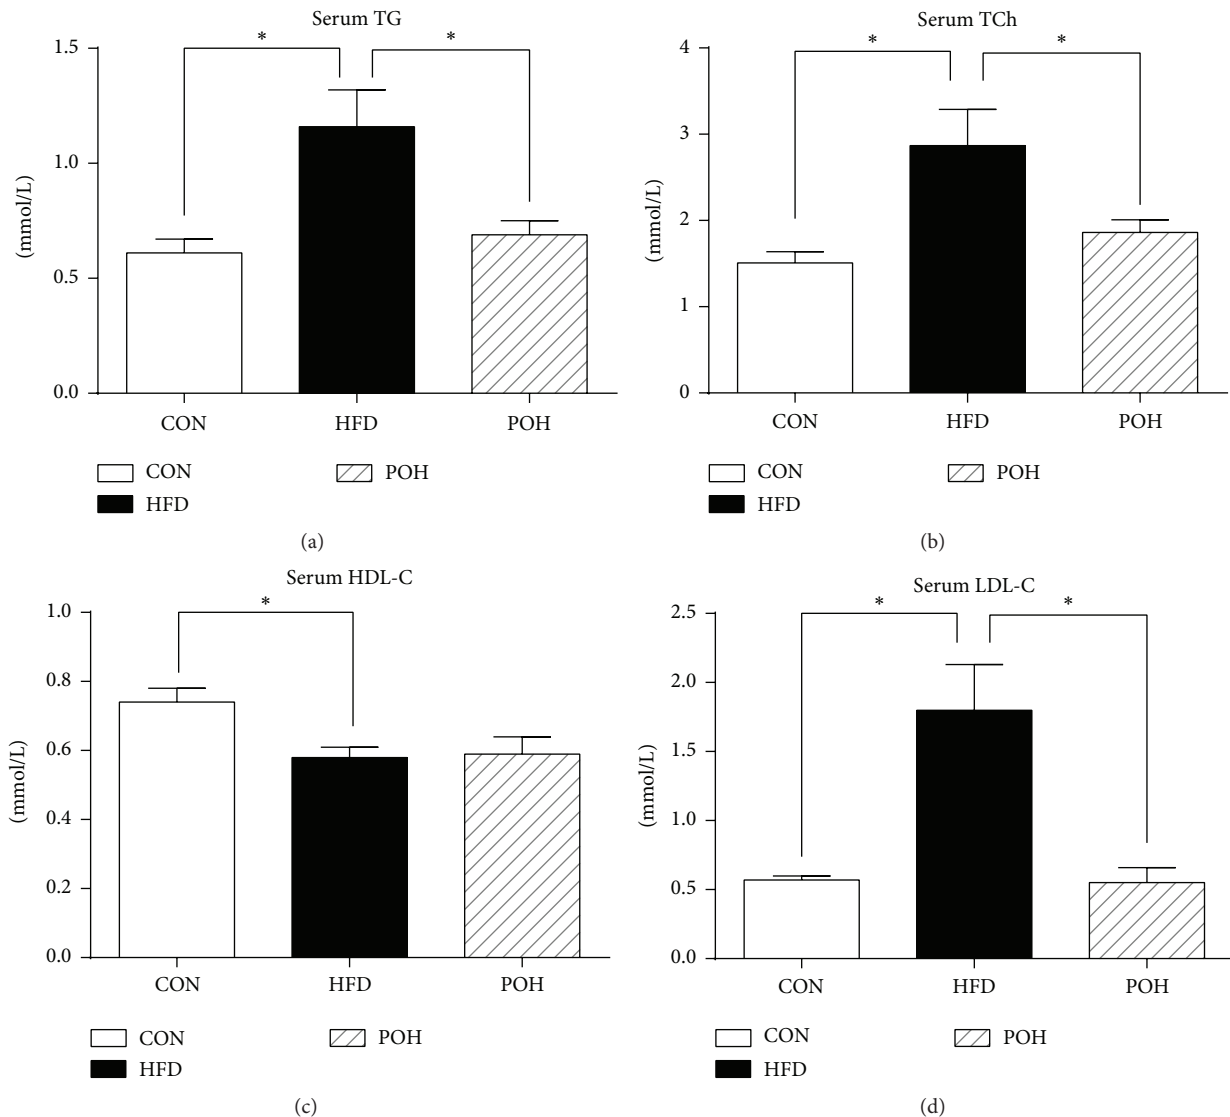 Serum TG
*
*
1.5
1.0
0.5
0.0
(mmol/L)
CON
HFD
POH
CON
POH
HFD
(a)
Serum TCh
*
*
4
3
2
1
0
(mmol/L)
CON
HFD
POH
CON
POH
HFD
(b)
Serum HDL-C
*
1.0
0.8
0.6
0.4
0.2
0.0
(mmol/L)
CON
HFD
POH
CON
POH
HFD
(c)
Serum LDL-C
*
*
2.5
2.0
1.5
1.0
0.5
0.0
(mmol/L)
CON
HFD
POH
CON
POH
HFD
(d)